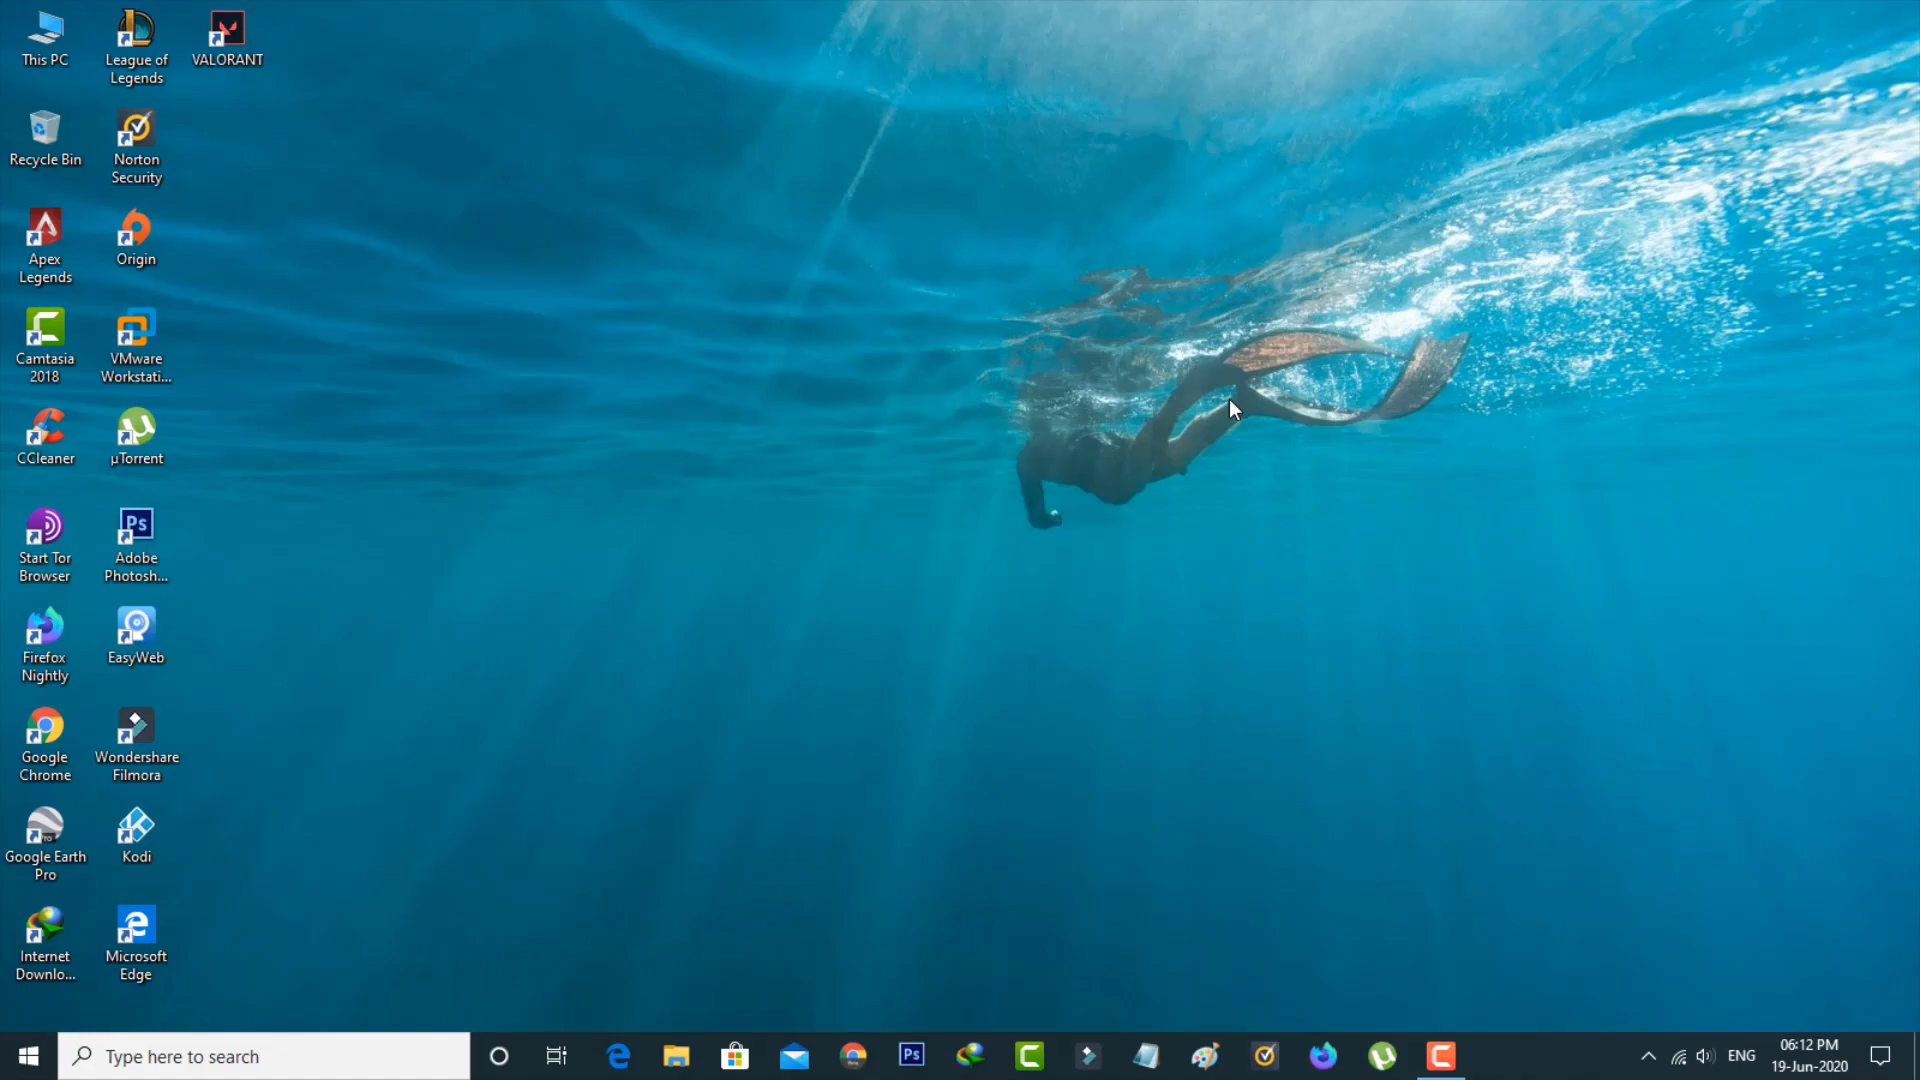 This PC
League of
Legends
VALORANT
Recycle Bin
Norton
Security
Apex
Legends
Origin
Camtasia
2018
VMware
Workstati...
CCleaner
µTorrent
Start Tor
Browser
Ps
Adobe
Photosh...
Firefox
Nightly
EasyWeb
Google
Chrome
Wondershare
Filmora
Google Earth
Pro
Kodi
Internet
Downlo...
Microsoft
Edge
Type here to search
Ps
ENG
06:12 PM
19-Jun-2020